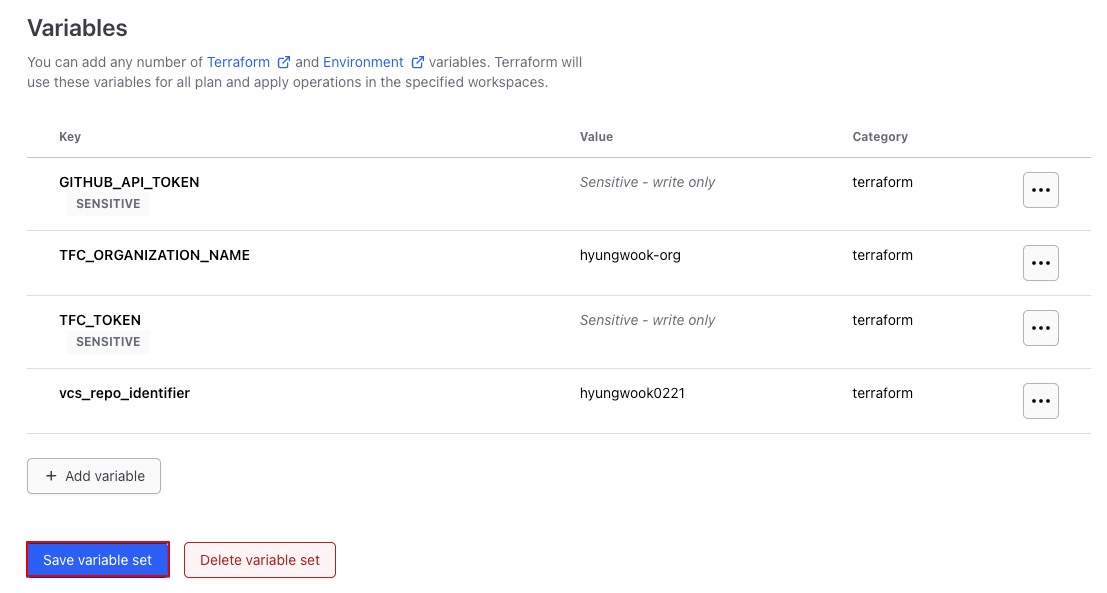 Variables
You can add any number of Terraform and Environment variables. Terraform will
use these variables for all plan and apply operations in the specified workspaces.
Key Value Category
GITHUB_API_TOKEN Sensitive - write only terraform
SENSITIVE
TFC_ORGANIZATION_NAME hyungwook-org terraform
TFC_TOKEN Sensitive - write only terraform
SENSITIVE
vcs_repo_identifier hyungwook0221 terraform
+ Add variable
Save variable set Delete variable set